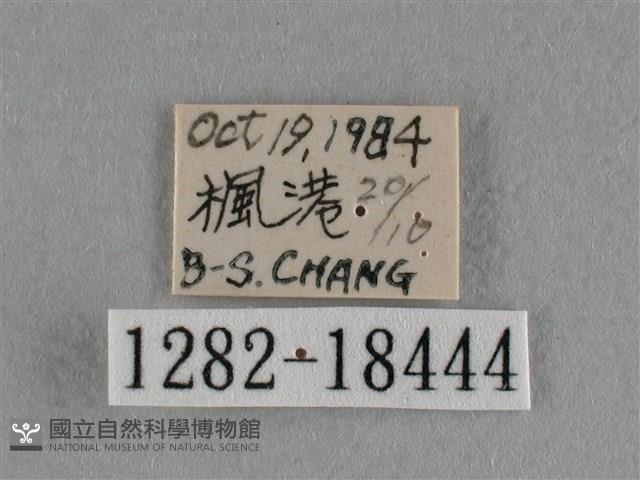 Oct 19, 1984
楓港 20/10
B-S. CHANG
1282-18444
國立自然科學博物館
NATIONAL MUSEUM OF NATURAL SCIENCE